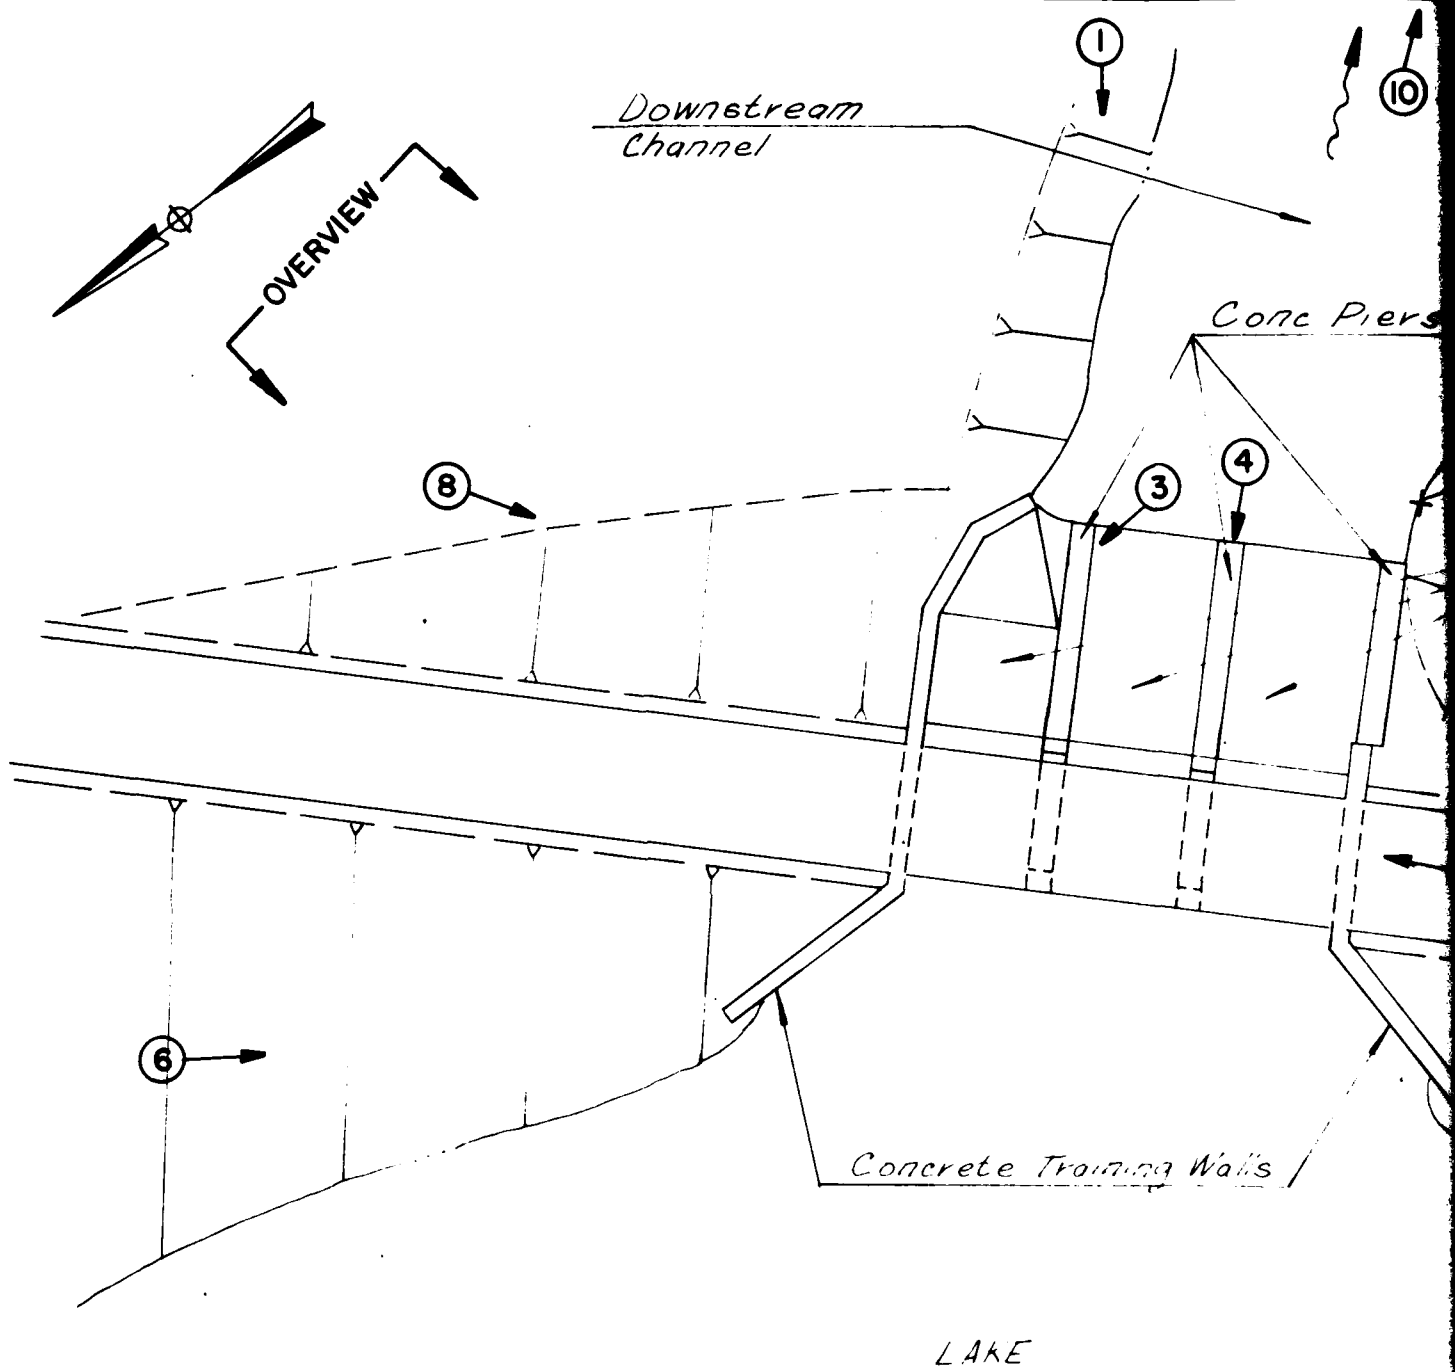 1
10
Downstream
Channel
OVERVIEW
Conc Piers
8
3
4
6
Concrete Training Walls
LAKE